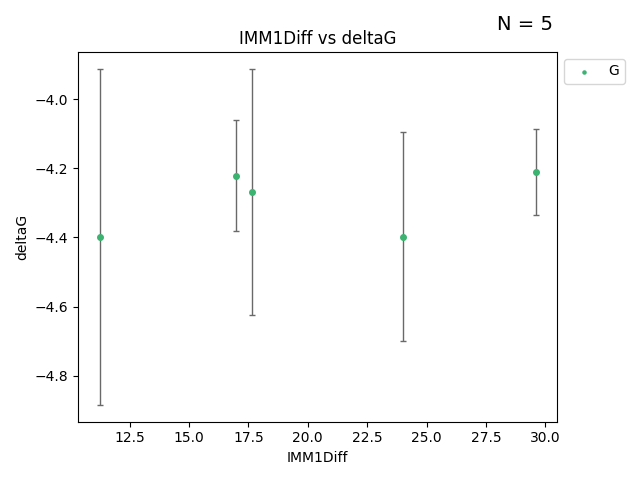 N = 5
IMM1Diff vs deltaG
G
−4.0
−4.2
−4.4
−4.6
−4.8
deltaG
12.5 15.0 17.5 20.0 22.5 25.0 27.5 30.0
IMM1Diff